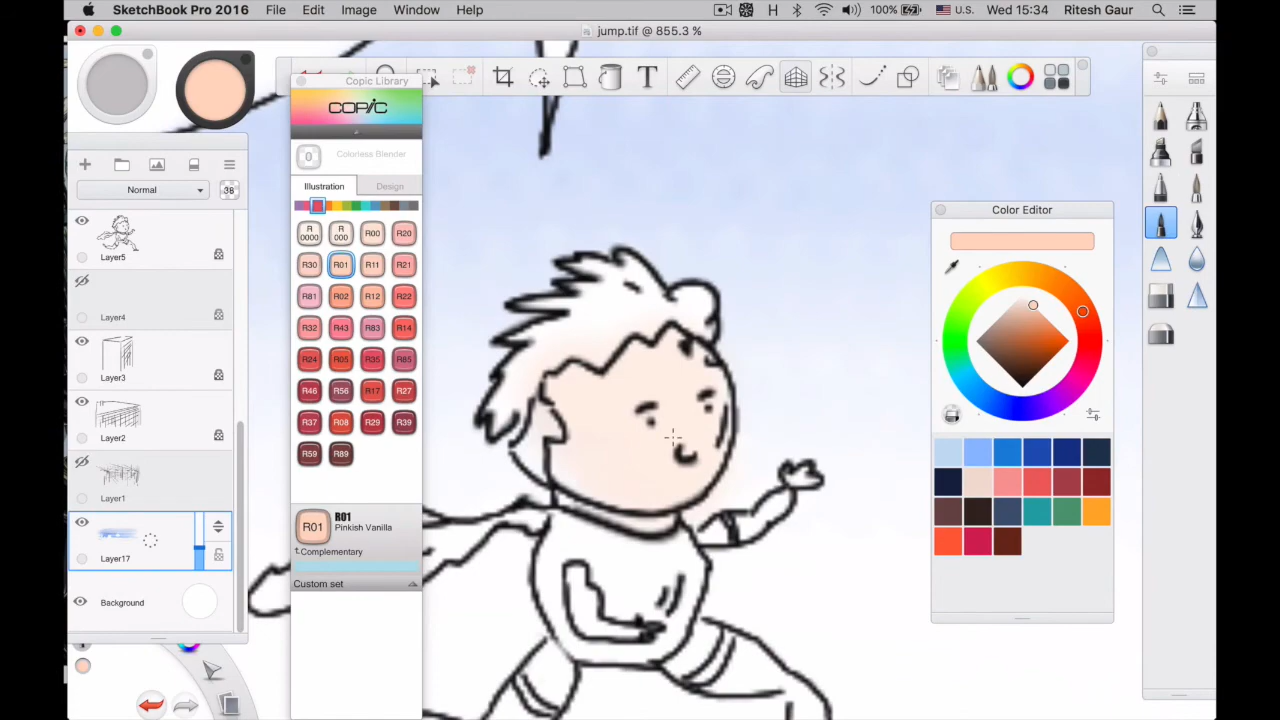 SketchBook Pro 2016 File Edit Image Window Help 100% U.S. Wed 15:34 Ritesh Gaur
jump.tif @ 855.3 %
Copic Library
COPIC
0 Colorless Blender
Illustration Design
R0000 R000 R00 R20
R30 R01 R11 R21
R81 R02 R12 R22
R32 R43 R83 R14
R24 R05 R35 R85
R46 R56 R17 R27
R37 R08 R29 R39
R59 R89
R01 R01
Pinkish Vanilla
Complementary
Custom set
Normal 38
Layer5
Layer4
Layer3
Layer2
Layer1
Layer17
Background
T
Color Editor